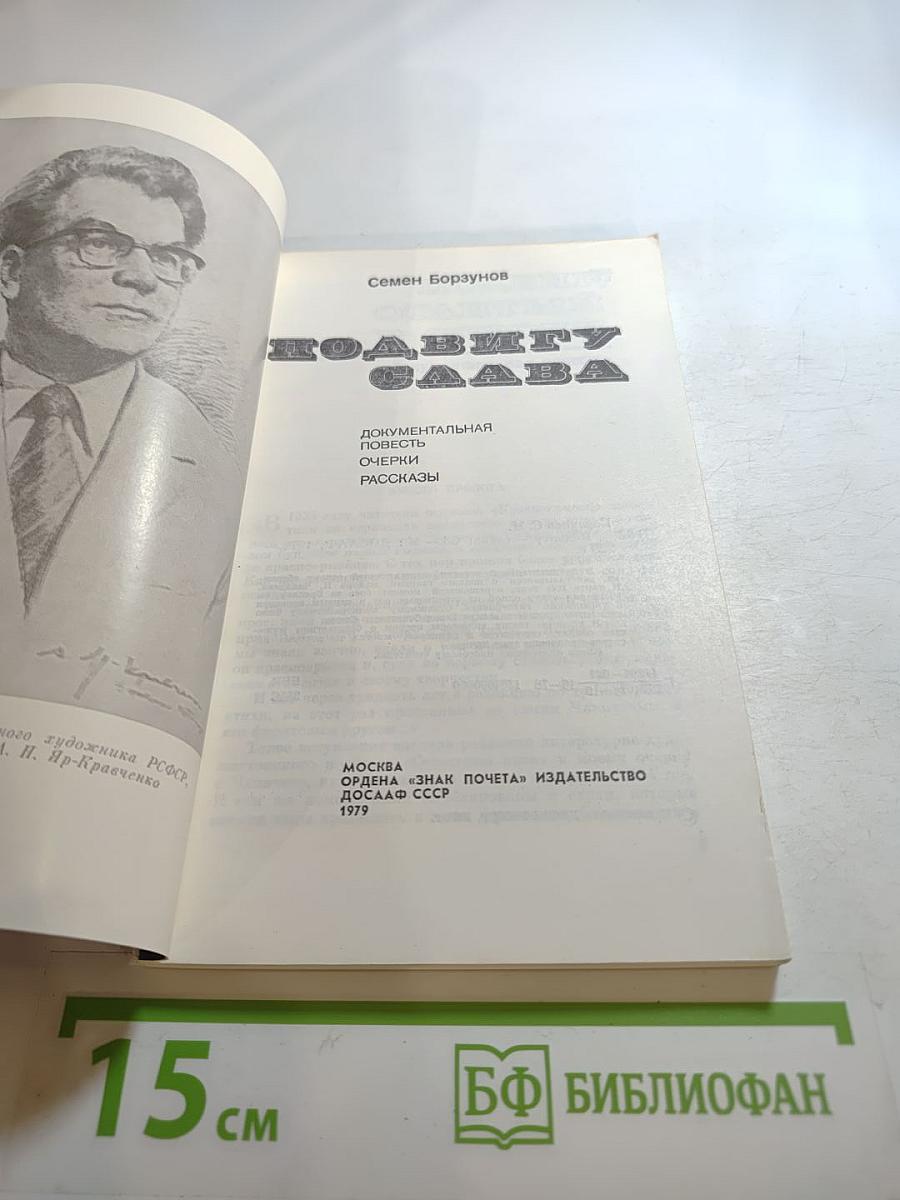 ного художника РСФСР,
А. Н. Яр-Кравченко
Семен Борзунов
ПОДВИГУ
СЛАВА
ДОКУМЕНТАЛЬНАЯ
ПОВЕСТЬ
ОЧЕРКИ
РАССКАЗЫ
МОСКВА
ОРДЕНА «ЗНАК ПОЧЕТА» ИЗДАТЕЛЬСТВО
ДОСААФ СССР
1979
15 см
БФ БИБЛИОФАН